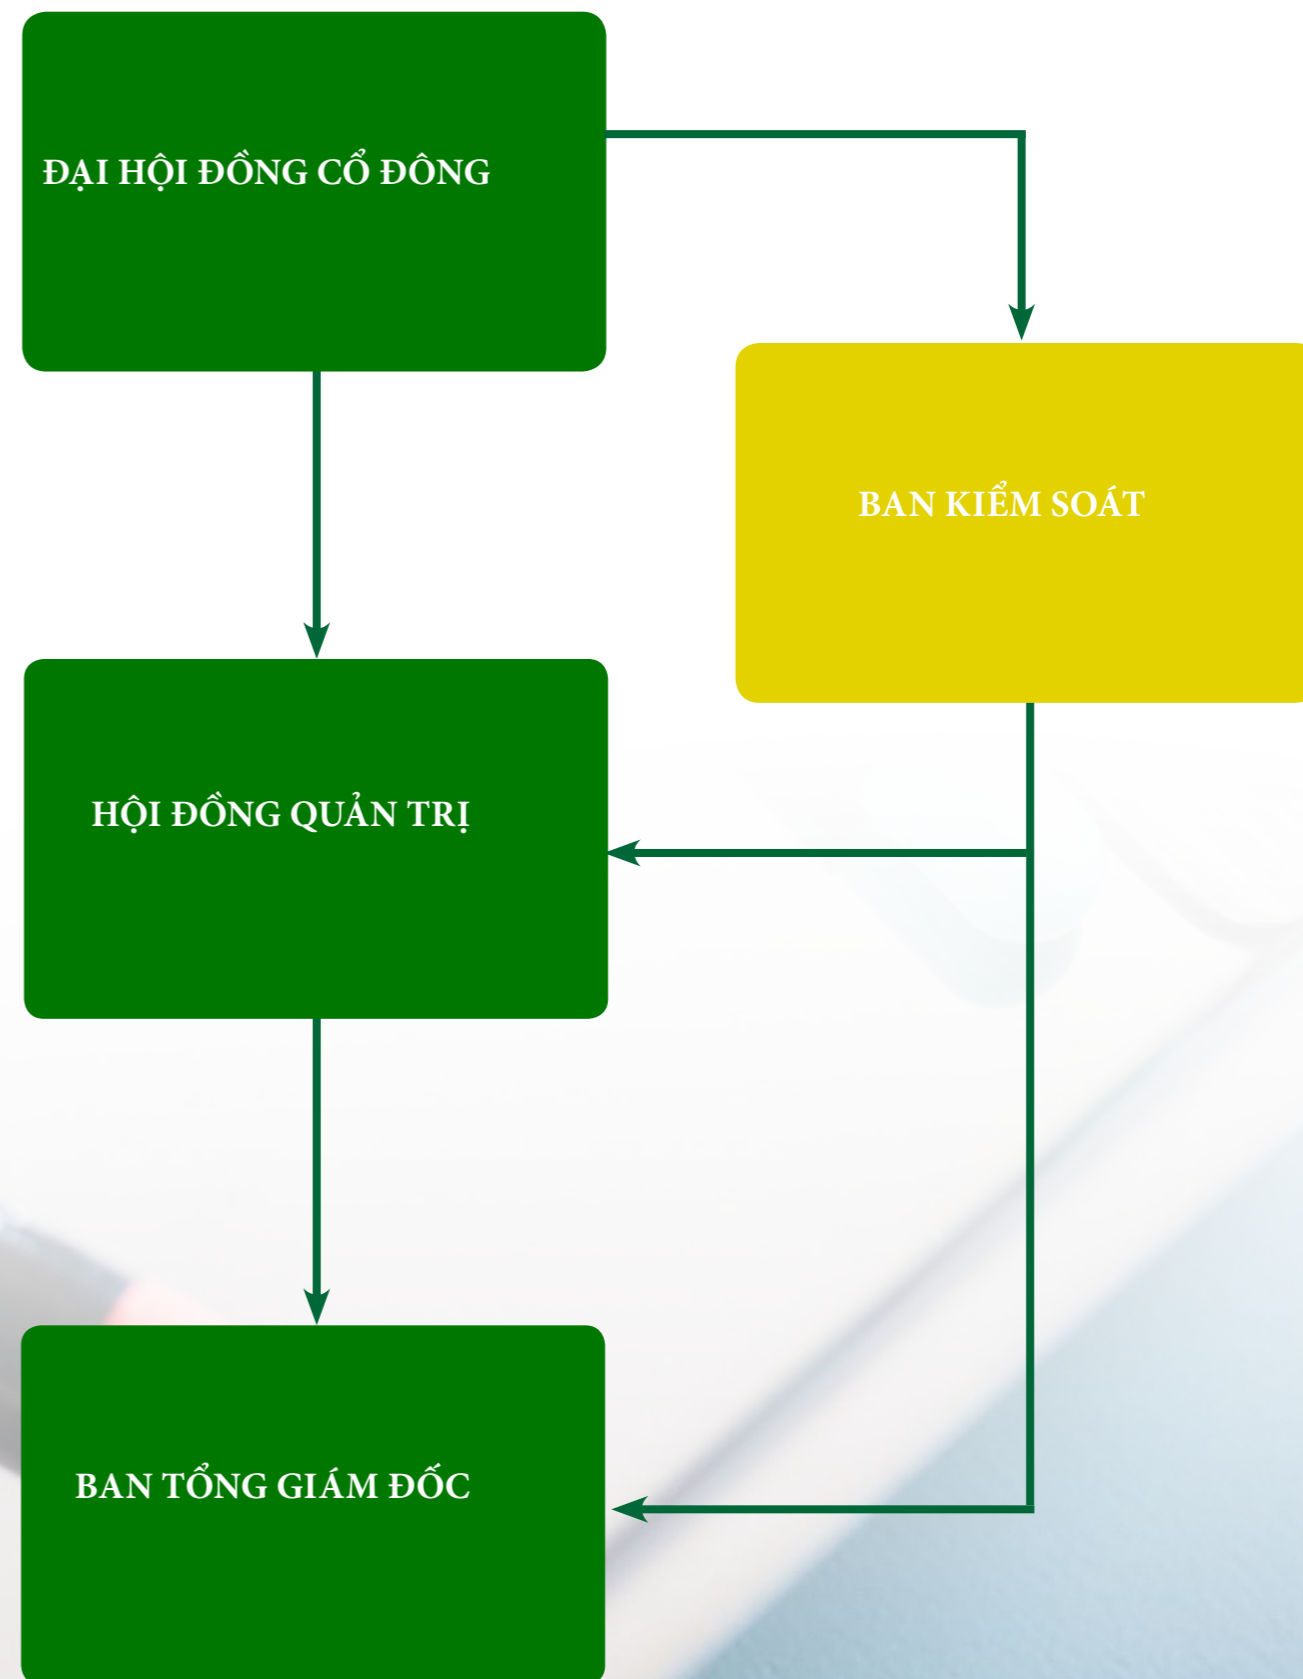 ĐẠI HỘI ĐỒNG CỔ ĐÔNG
BAN KIỂM SOÁT
HỘI ĐỒNG QUẢN TRỊ
BAN TỔNG GIÁM ĐỐC